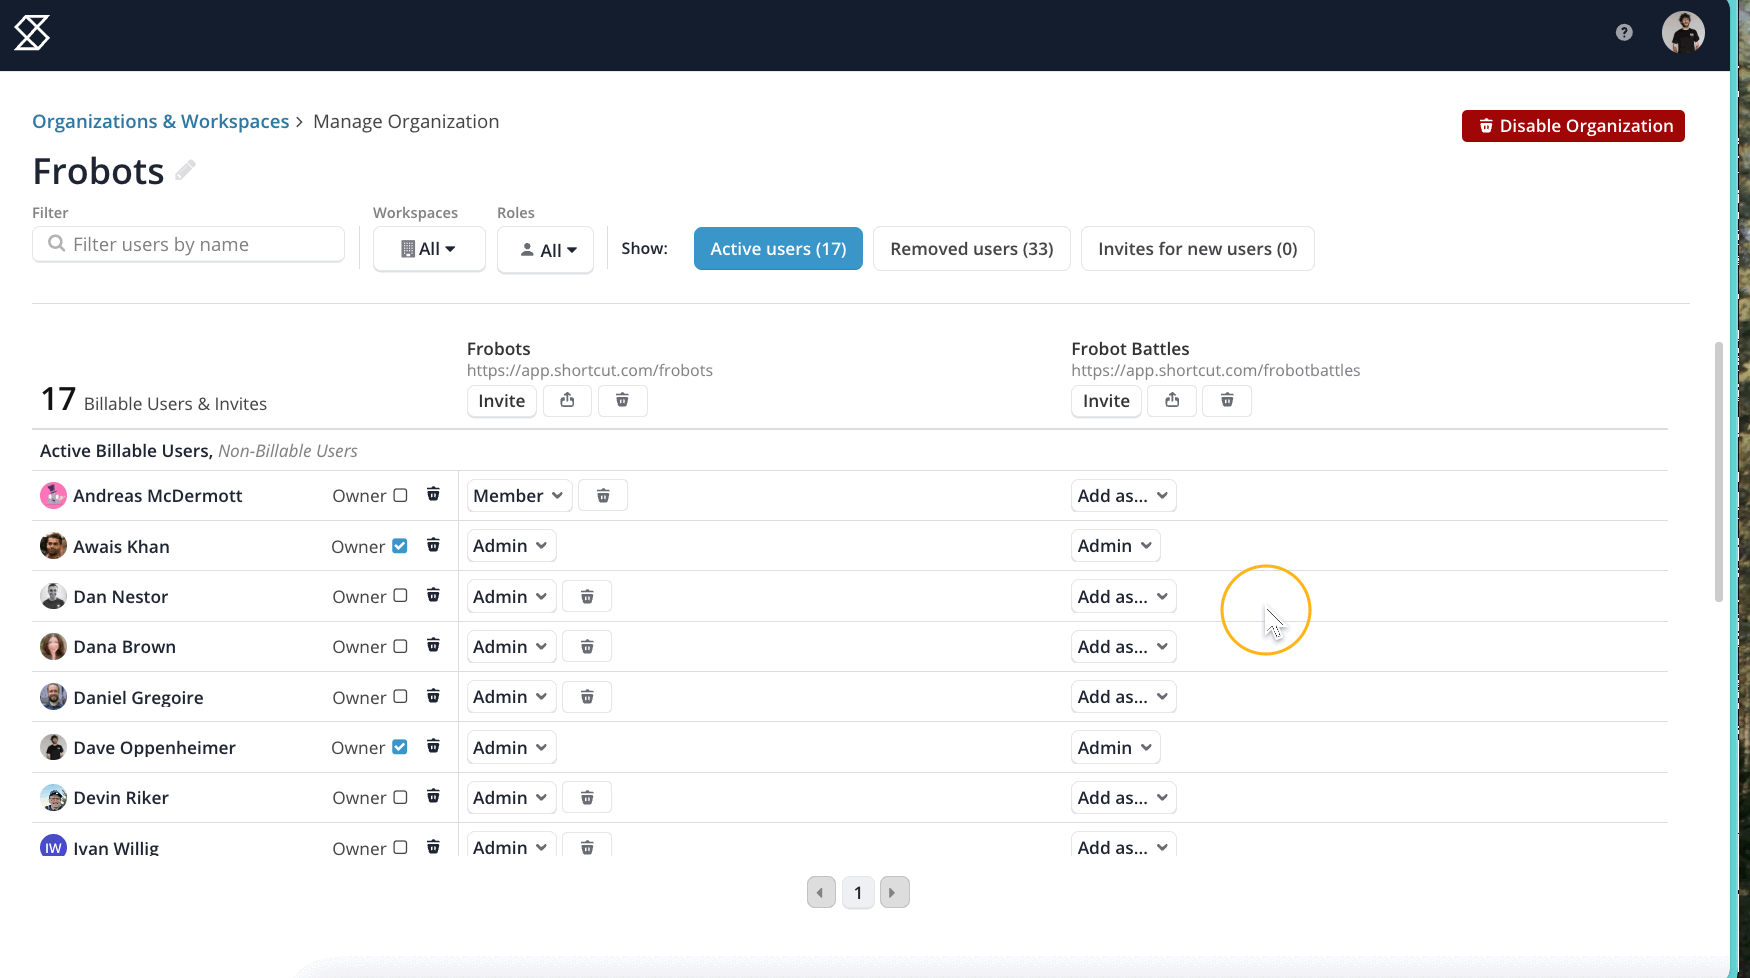 ?
Organizations & Workspaces > Manage Organization
Disable Organization
Frobots
Filter
Workspaces
Roles
Filter users by name
All
All
Show:
Active users (17)
Removed users (33)
Invites for new users (0)
Frobots
Frobot Battles
https://app.shortcut.com/frobots
https://app.shortcut.com/frobotbattles
17 Billable Users & Invites
Invite
Invite
Active Billable Users, Non-Billable Users
Andreas McDermott Owner Member Add as...
Awais Khan Owner Admin Admin
Dan Nestor Owner Admin Add as...
Dana Brown Owner Admin Add as...
Daniel Gregoire Owner Admin Add as...
Dave Oppenheimer Owner Admin Admin
Devin Riker Owner Admin Add as...
IW Ivan Willig Owner Admin Add as...
1